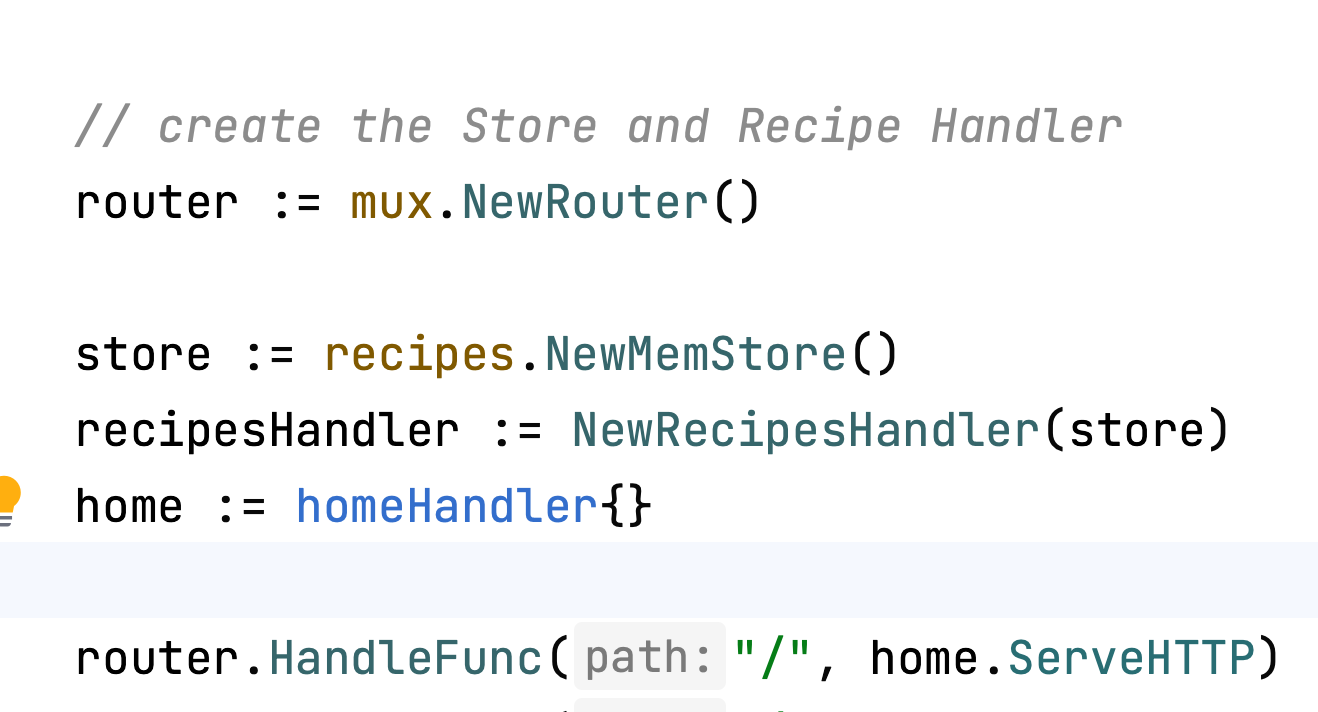 // create the Store and Recipe Handler
router := mux.NewRouter()
store := recipes.NewMemStore()
recipesHandler := NewRecipesHandler(store)
home := homeHandler{}
router.HandleFunc(path: "/", home.ServeHTTP)